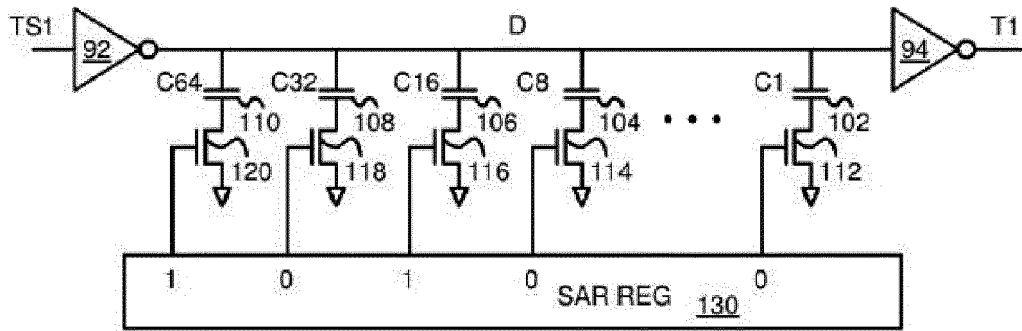 TS1 92 D 94 T1
C64 C32 C16 C8 C1
110 108 106 104 • • • 102
120 118 116 114 112
1 0 1 0 0
SAR REG 130